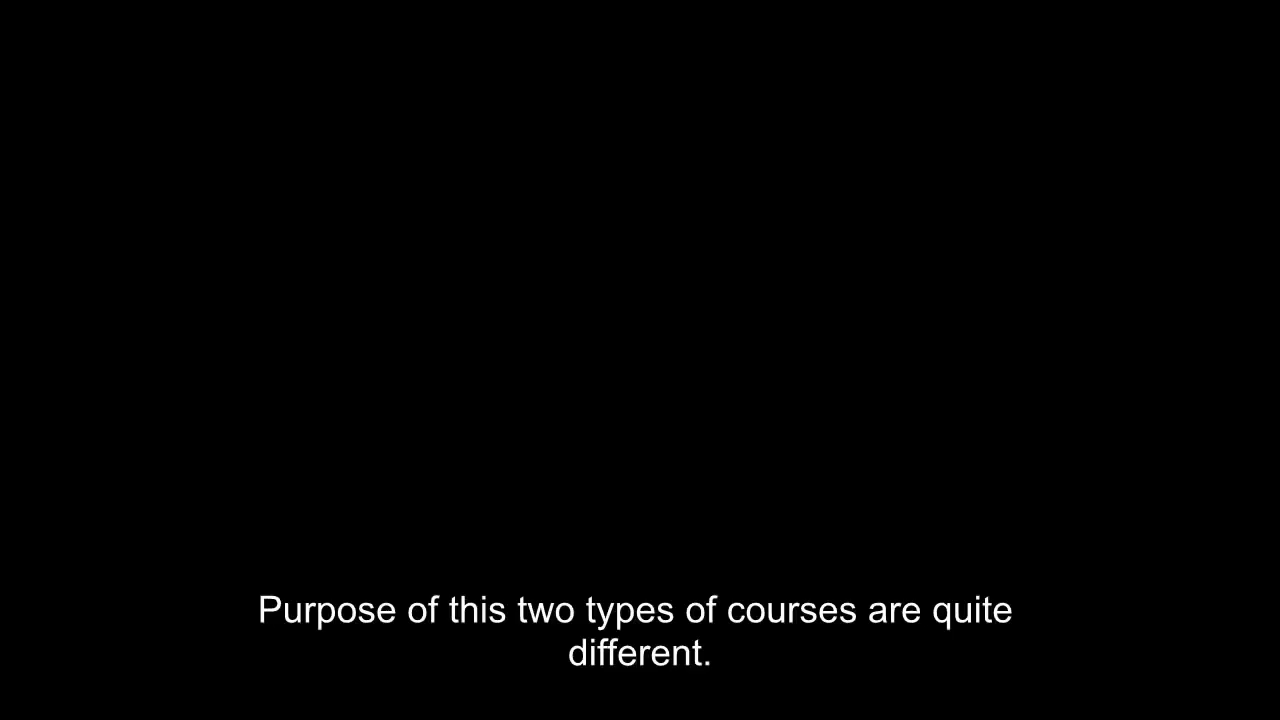 Purpose of this two types of courses are quite
different.